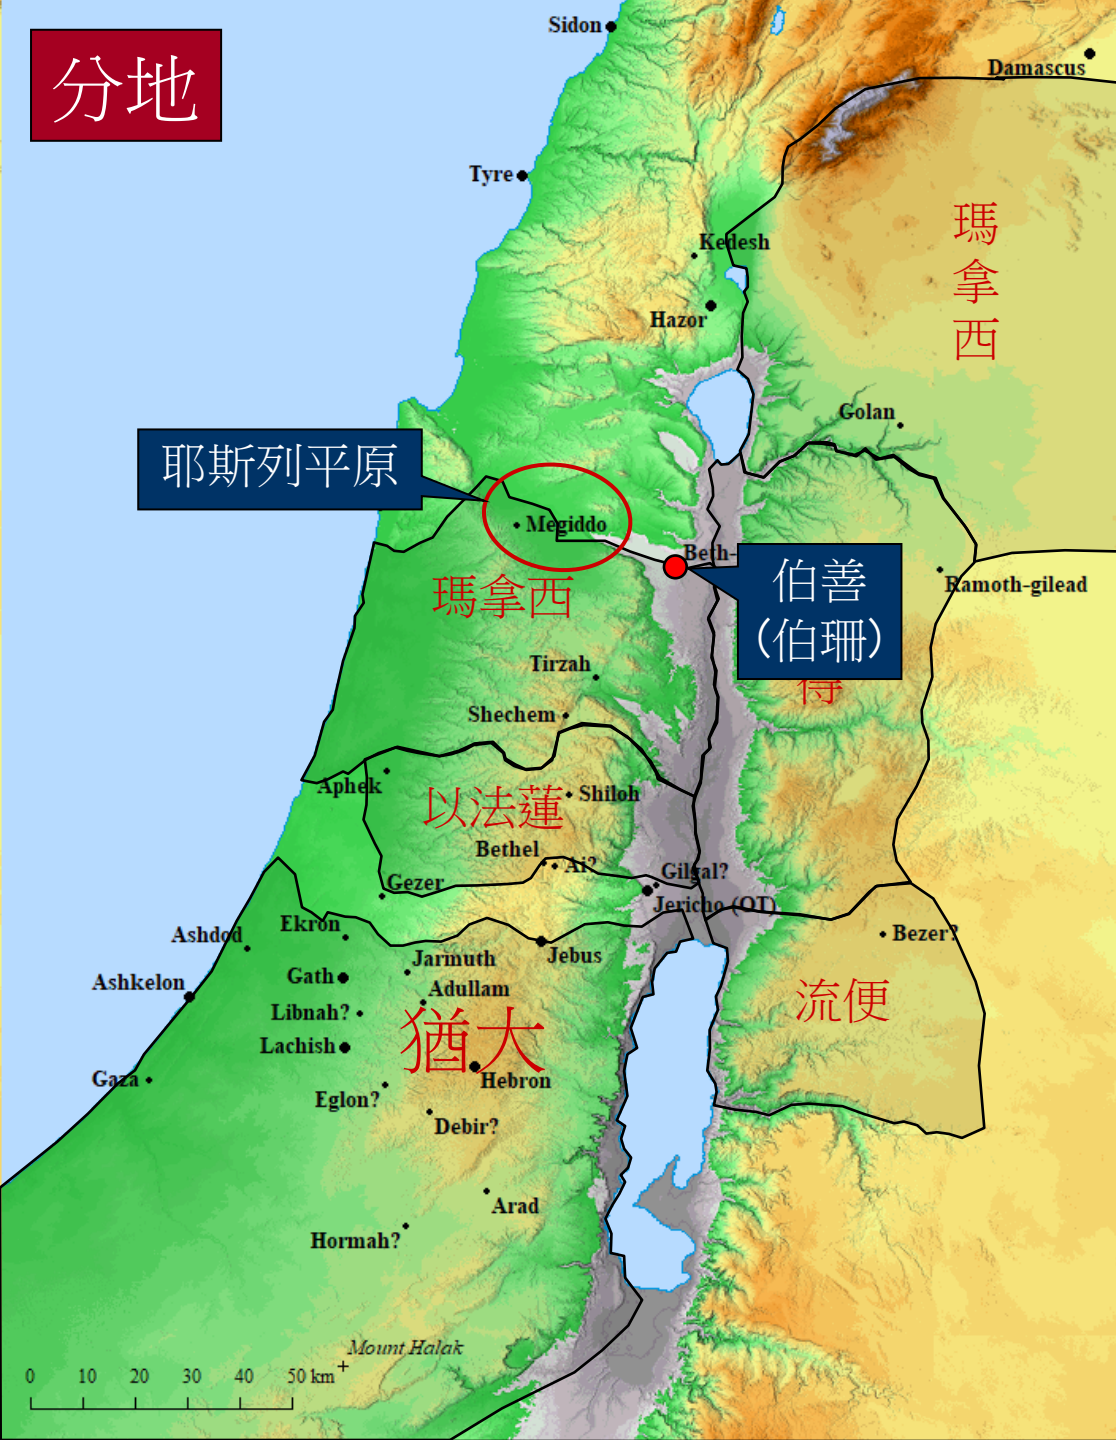 分地
Sidon
Damascus
Tyre
瑪
拿
西
Kedesh
Hazor
Golan
耶斯列平原
Megiddo
Beth-
伯善
(伯珊)
Ramoth-gilead
瑪拿西
得
Tirzah
Shechem
Aphek
以法蓮
Shiloh
Bethel
Ai?
Gilgal?
Gezer
Jericho (OT)
Ekron
Ashdod
Bezer?
Jebus
Jarmuth
Gath
Ashkelon
Adullam
流便
Libnah?
猶大
Lachish
Gaza
Hebron
Eglon?
Debir?
Arad
Hormah?
Mount Halak
0 10 20 30 50 km